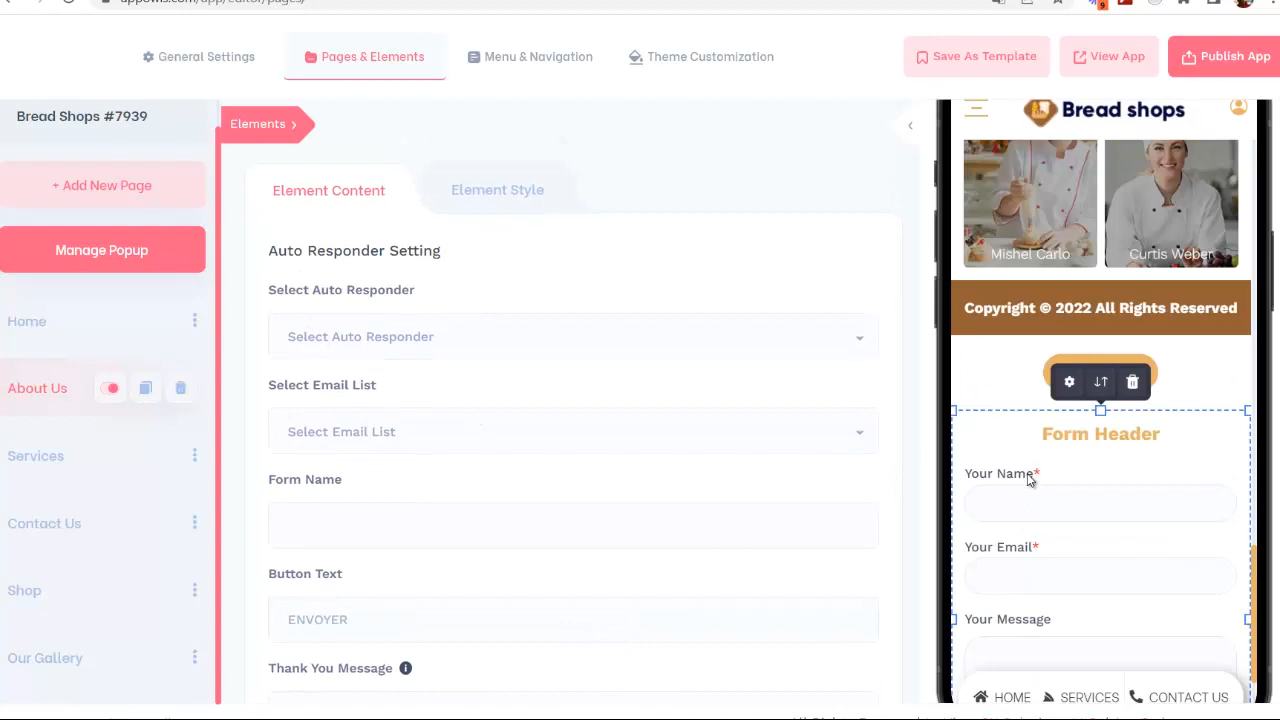 9
General Settings
Pages & Elements
Menu & Navigation
Theme Customization
Save As Template
View App
Publish App
Bread Shops #7939
Elements
Bread shops
+ Add New Page
Element Content
Element Style
Manage Popup
Auto Responder Setting
Mishel Carlo
Curtis Weber
Select Auto Responder
Copyright © 2022 All Rights Reserved
Home
Select Auto Responder
About Us
Select Email List
Select Email List
Form Header
Services
Form Name
Your Name*
Contact Us
Your Email*
Button Text
Shop
ENVOYER
Your Message
Our Gallery
Thank You Message
HOME
SERVICES
CONTACT US